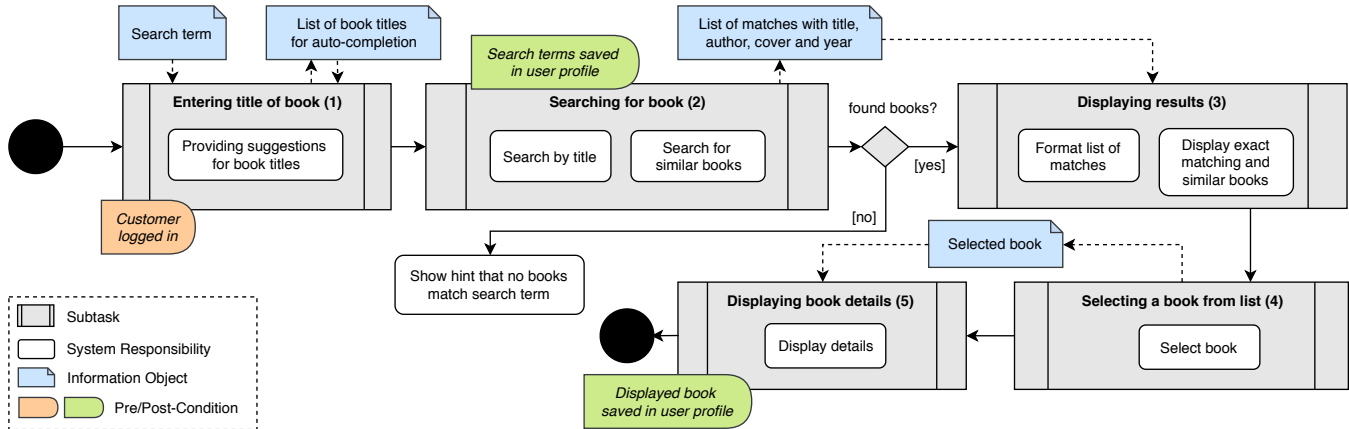 Search term
List of book titles
for auto-completion
Search terms saved
in user profile
List of matches with title,
author, cover and year
Entering title of book (1)
Providing suggestions
for book titles
Customer
logged in
Searching for book (2)
Search by title
Search for
similar books
found books?
[yes]
[no]
Displaying results (3)
Format list of
matches
Display exact
matching and
similar books
Show hint that no books
match search term
Selected book
Displaying book details (5)
Display details
Displayed book
saved in user profile
Selecting a book from list (4)
Select book
Subtask
System Responsibility
Information Object
Pre/Post-Condition